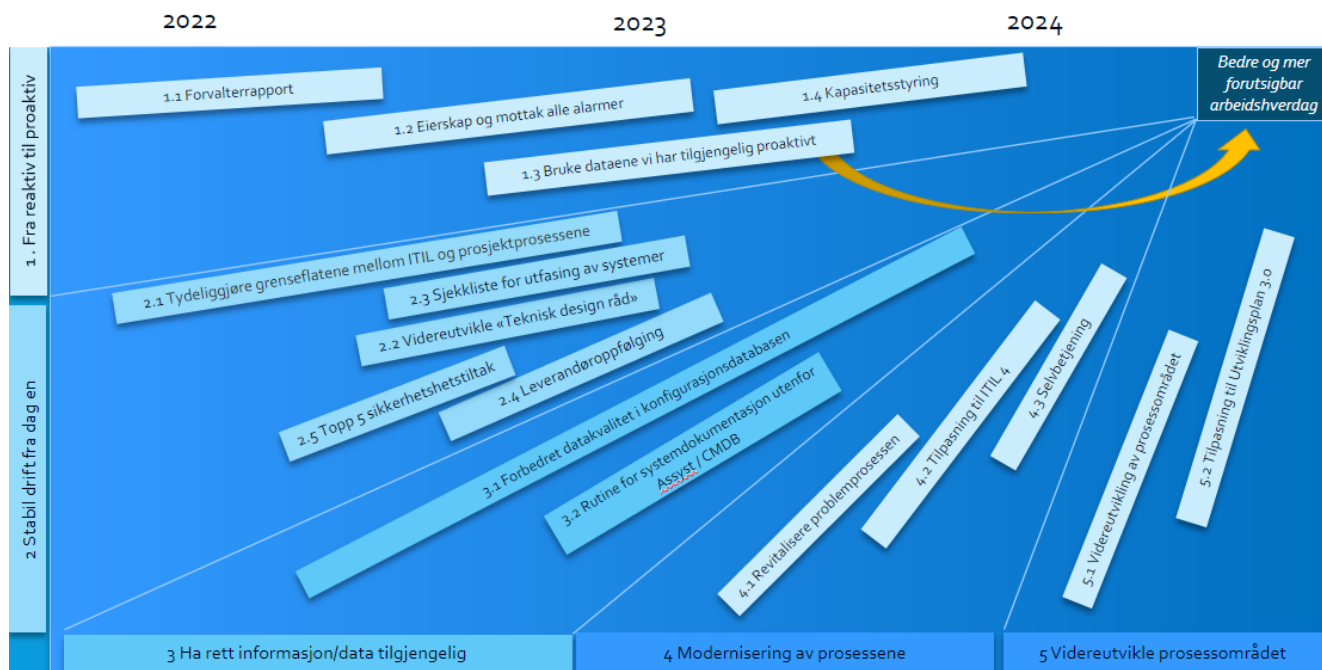 2022
2023
2024
1 . Fra reaktiv til proaktiv
1.1 Forvalterrapport
1.2 Eierskap og mottak alle alarmer
1.3 Bruke dataene vi har tilgjengelig proaktivt
1.4 Kapasitetsstyring
Bedre og mer
forutsigbar
arbeidshverdag
2 Stabil drift fra dag en
2.1 Tydeliggjøre grenseflatene mellom ITIL og prosjektprosessene
2.3 Sjekkliste for utfasing av systemer
2.2 Videreutvikle «Teknisk design råd»
2.5 Topp 5 sikkerhetshetstiltak
2.4 Leverandøroppfølging
3.1 Forbedret datakvalitet i konfigurasjonsdatabasen
3.2 Rutine for systemdokumentasjon utenfor
Assyst / CMDB
4.1 Revitalisere problemprosessen
4.2 Tilpasning til ITIL 4
4.3 Selvbetjening
5.1 Videreutvikling av prosessområdet
5.2 Tilpasning til Utviklingsplan 3.0
3 Ha rett informasjon/data tilgjengelig
4 Modernisering av prosessene
5 Videreutvikle prosessområdet